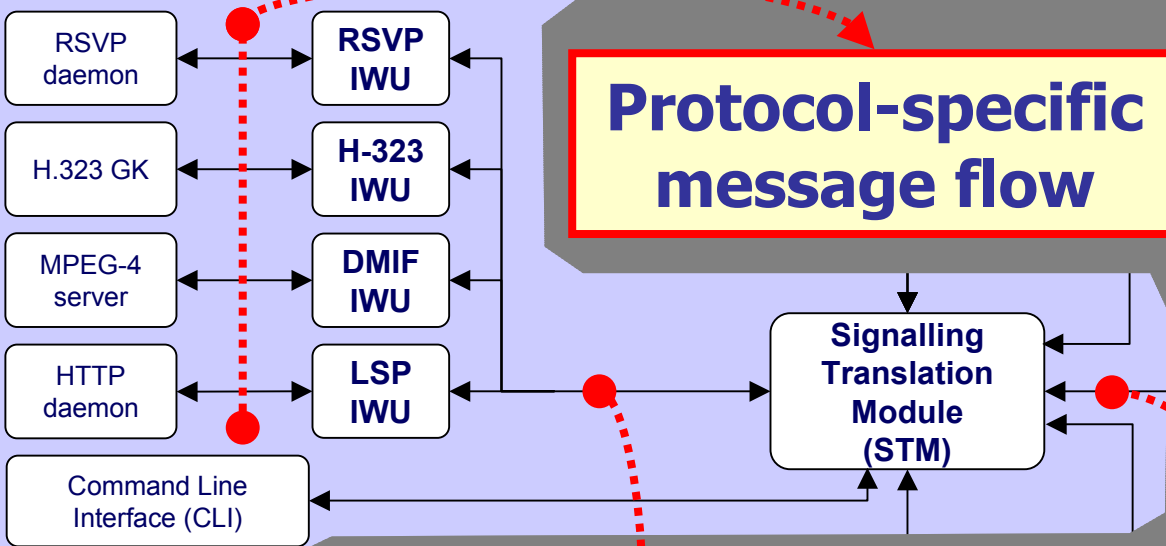 RSVP
daemon
RSVP
IWU
Protocol-specific
message flow
H.323 GK
H-323
IWU
MPEG-4
server
DMIF
IWU
HTTP
daemon
LSP
IWU
Signalling
Translation
Module
(STM)
Command Line
Interface (CLI)